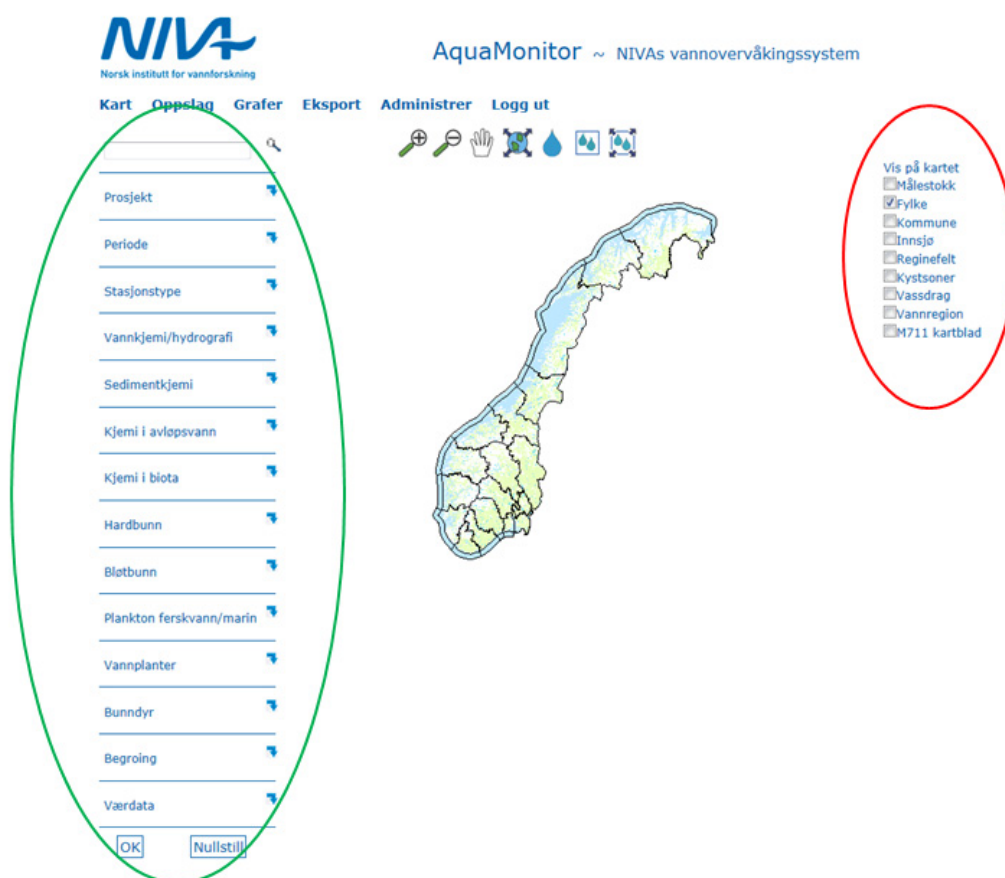 NIVA
Norsk institutt for vannforskning
AquaMonitor ~ NIVAs vannovervåkingssystem
Kart Oppslag Grafer Eksport Administrer Logg ut
Prosjekt
Periode
Stasjonstype
Vannkjemi/hydrografi
Sedimentkjemi
Kjemi i avløpsvann
Kjemi i biota
Hardbunn
Bløtbunn
Plankton ferskvann/marin
Vannplanter
Bunndyr
Begroing
Værdata
OK Nullstill
Vis på kartet
Målestokk
Fylke
Kommune
Innsjø
Reginefelt
Kystsoner
Vassdrag
Vannregion
M711 kartblad